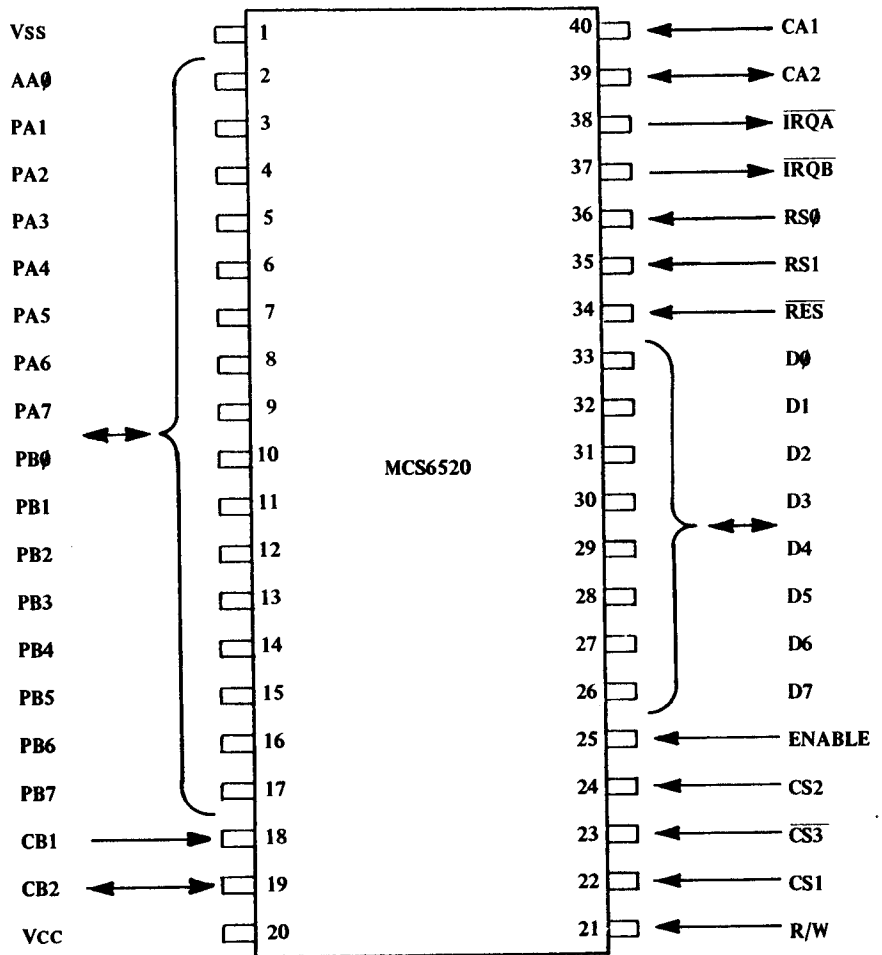 VSS 1 40 CA1
AA0 2 39 CA2
PA1 3 38 IRQA
PA2 4 37 IRQB
PA3 5 36 RS0
PA4 6 35 RS1
PA5 7 34 RES
PA6 8 33 D0
PA7 9 32 D1
PB0 10 31 D2
MCS6520
PB1 11 30 D3
PB2 12 29 D4
PB3 13 28 D5
PB4 14 27 D6
PB5 15 26 D7
PB6 16 25 ENABLE
PB7 17 24 CS2
CB1 18 23 CS3
CB2 19 22 CS1
VCC 20 21 R/W